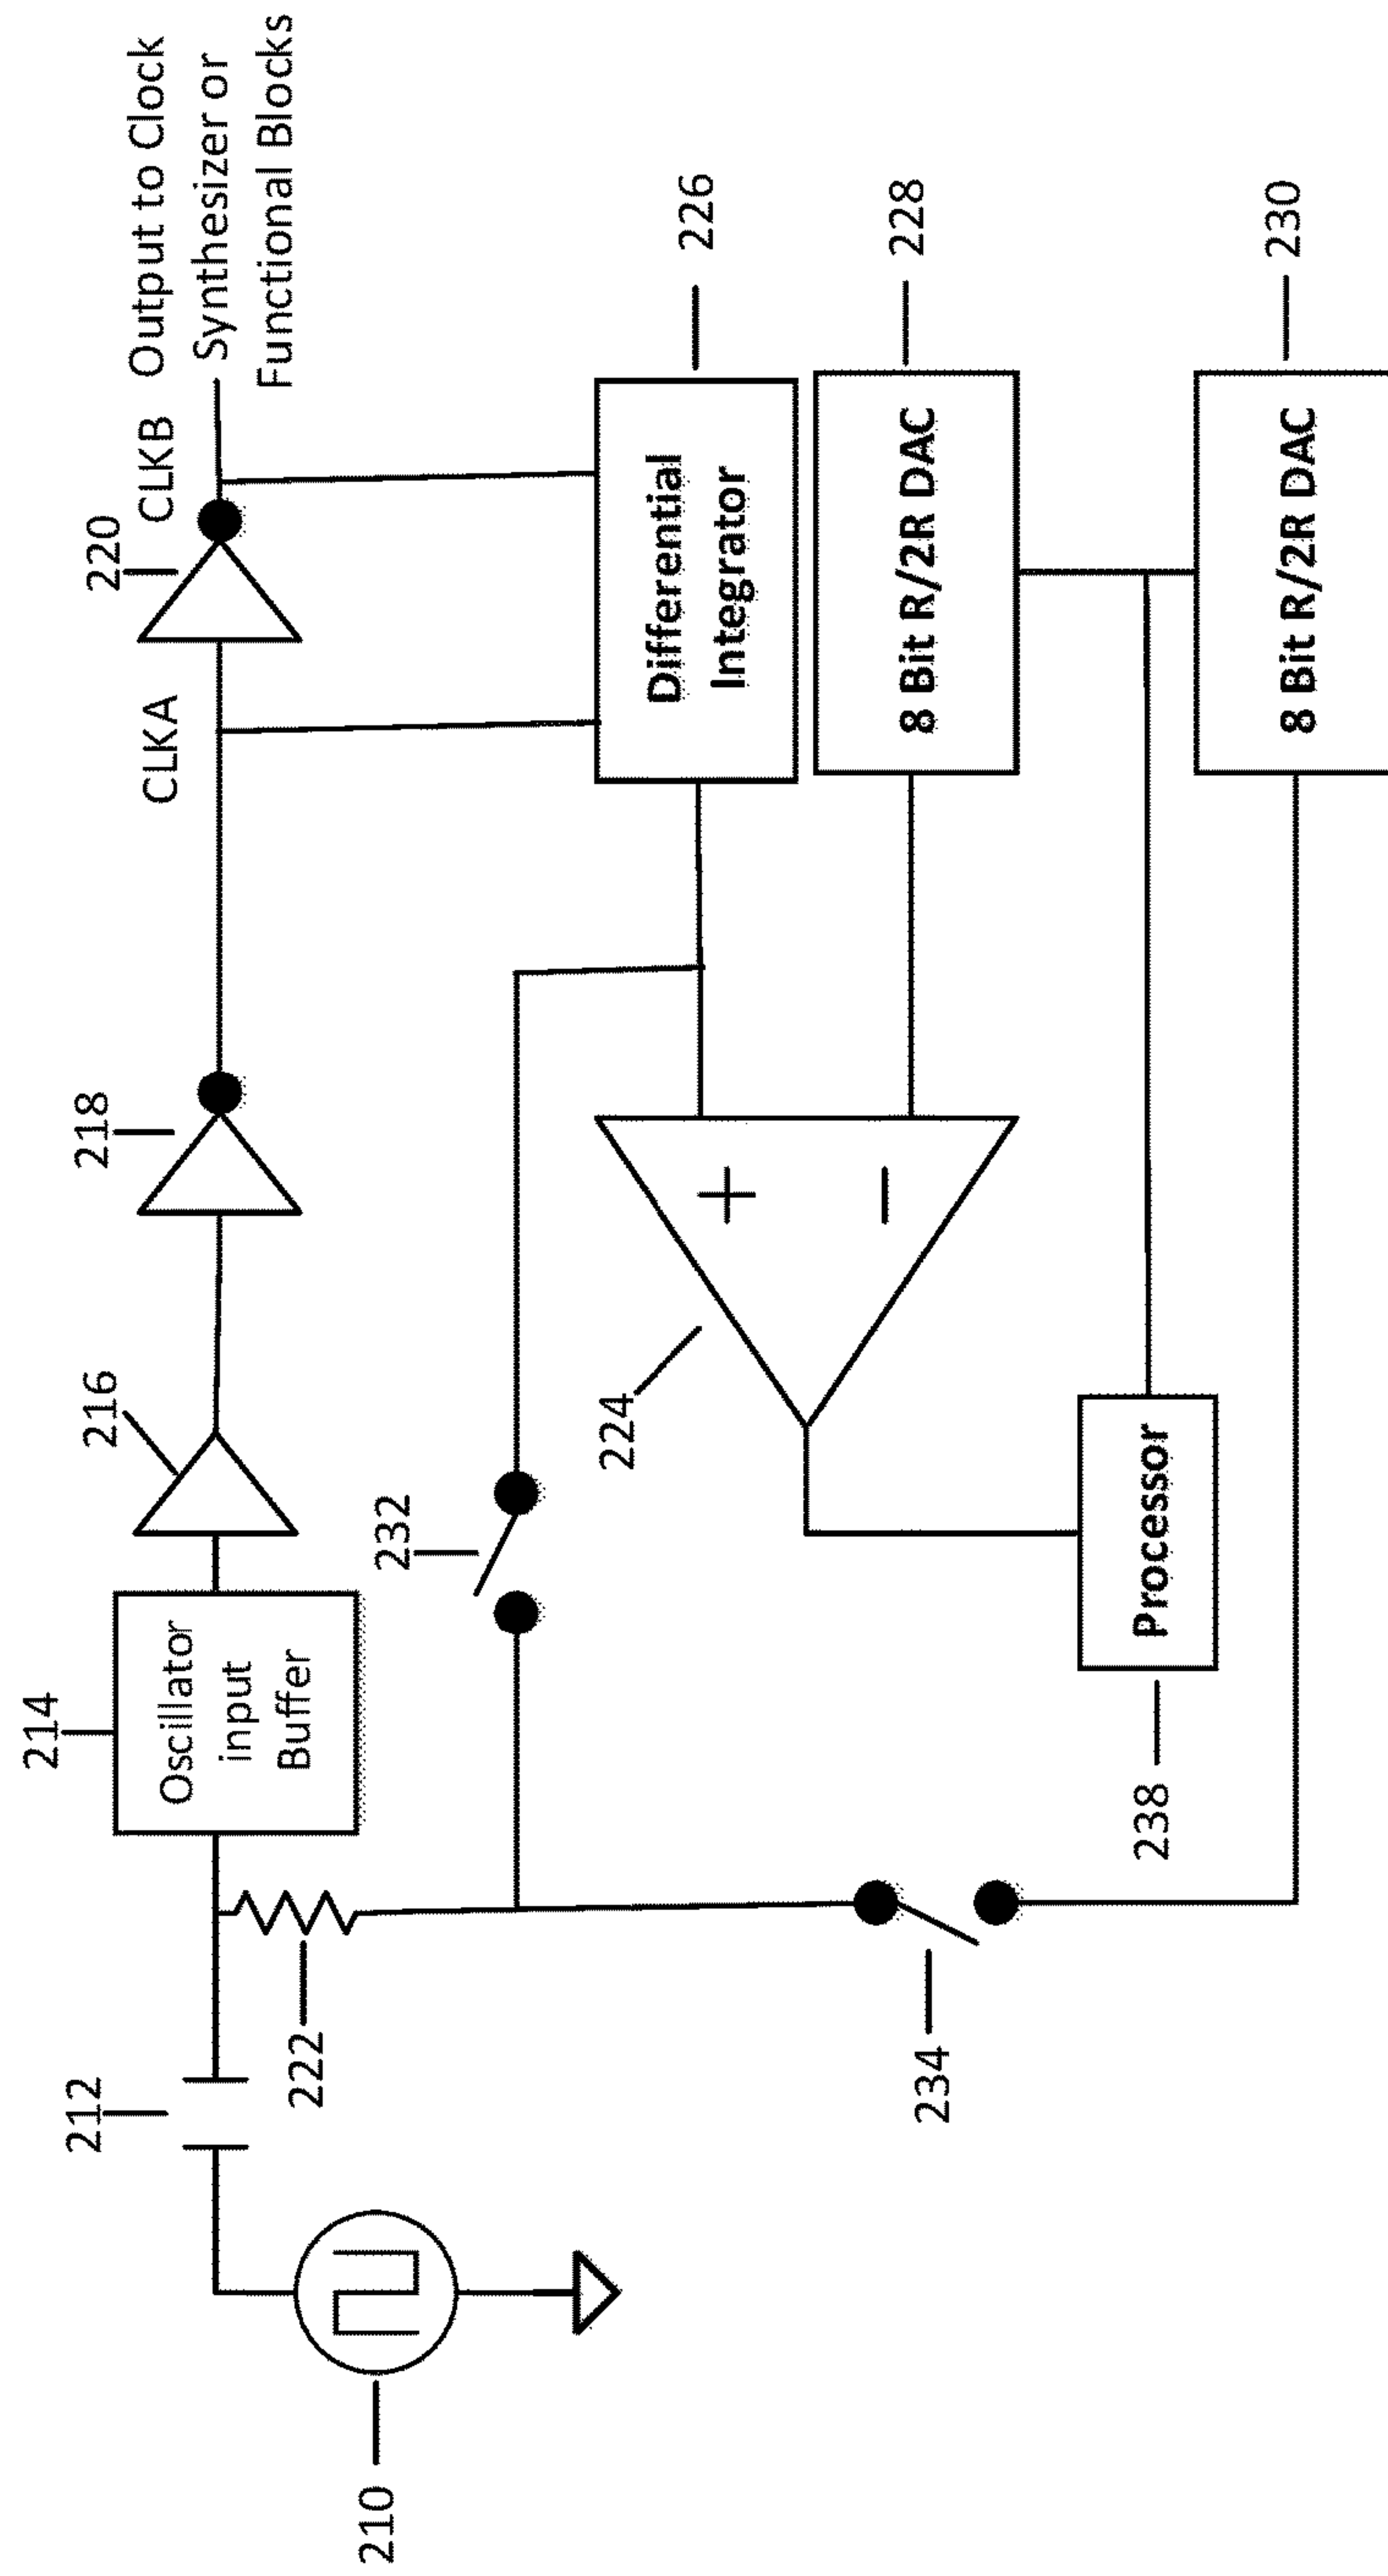 210
212
222
214
Oscillator
input
Buffer
216
218
CLKA
220
CLKB
Output to Clock
Synthesizer or
Functional Blocks
232
224
+
−
Differential
Integrator
226
8 Bit R/2R DAC
228
234
238
Processor
8 Bit R/2R DAC
230